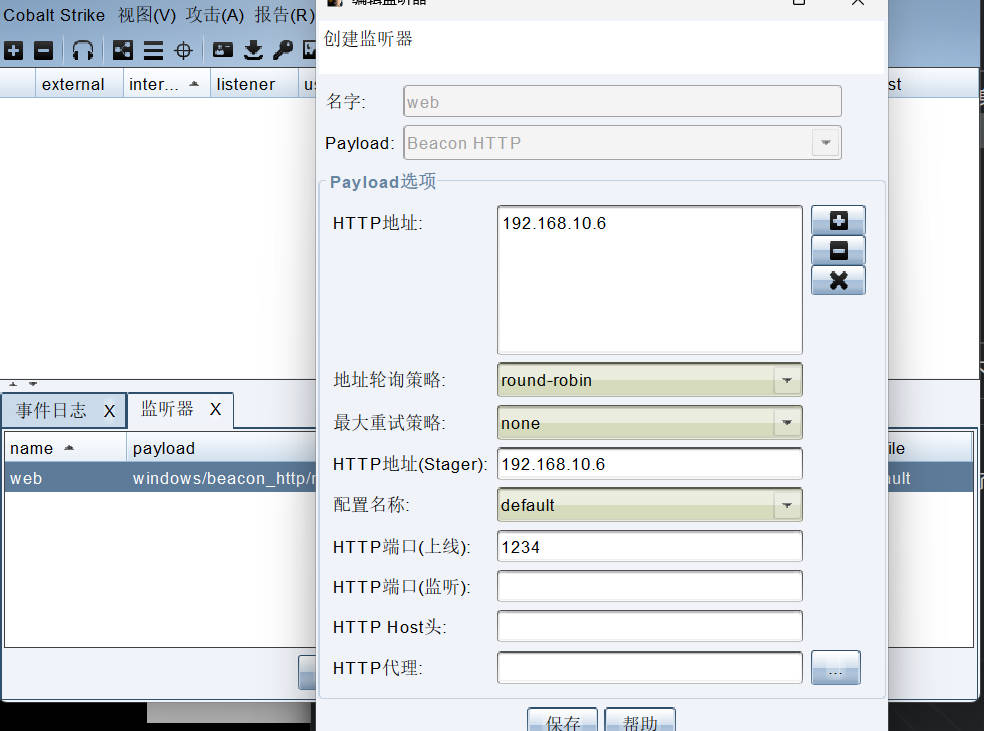 Cobalt Strike 视图(V) 攻击(A) 报告(R)
编辑监听器
创建监听器
external inter... listener
st
名字: web
Payload: Beacon HTTP
Payload选项
HTTP地址: 192.168.10.6
地址轮询策略: round-robin
最大重试策略: none
HTTP地址(Stager): 192.168.10.6
配置名称: default
HTTP端口(上线): 1234
HTTP端口(监听):
HTTP Host头:
HTTP代理: ...
保存 帮助
事件日志 X 监听器 X
name payload
web windows/beacon_http/r